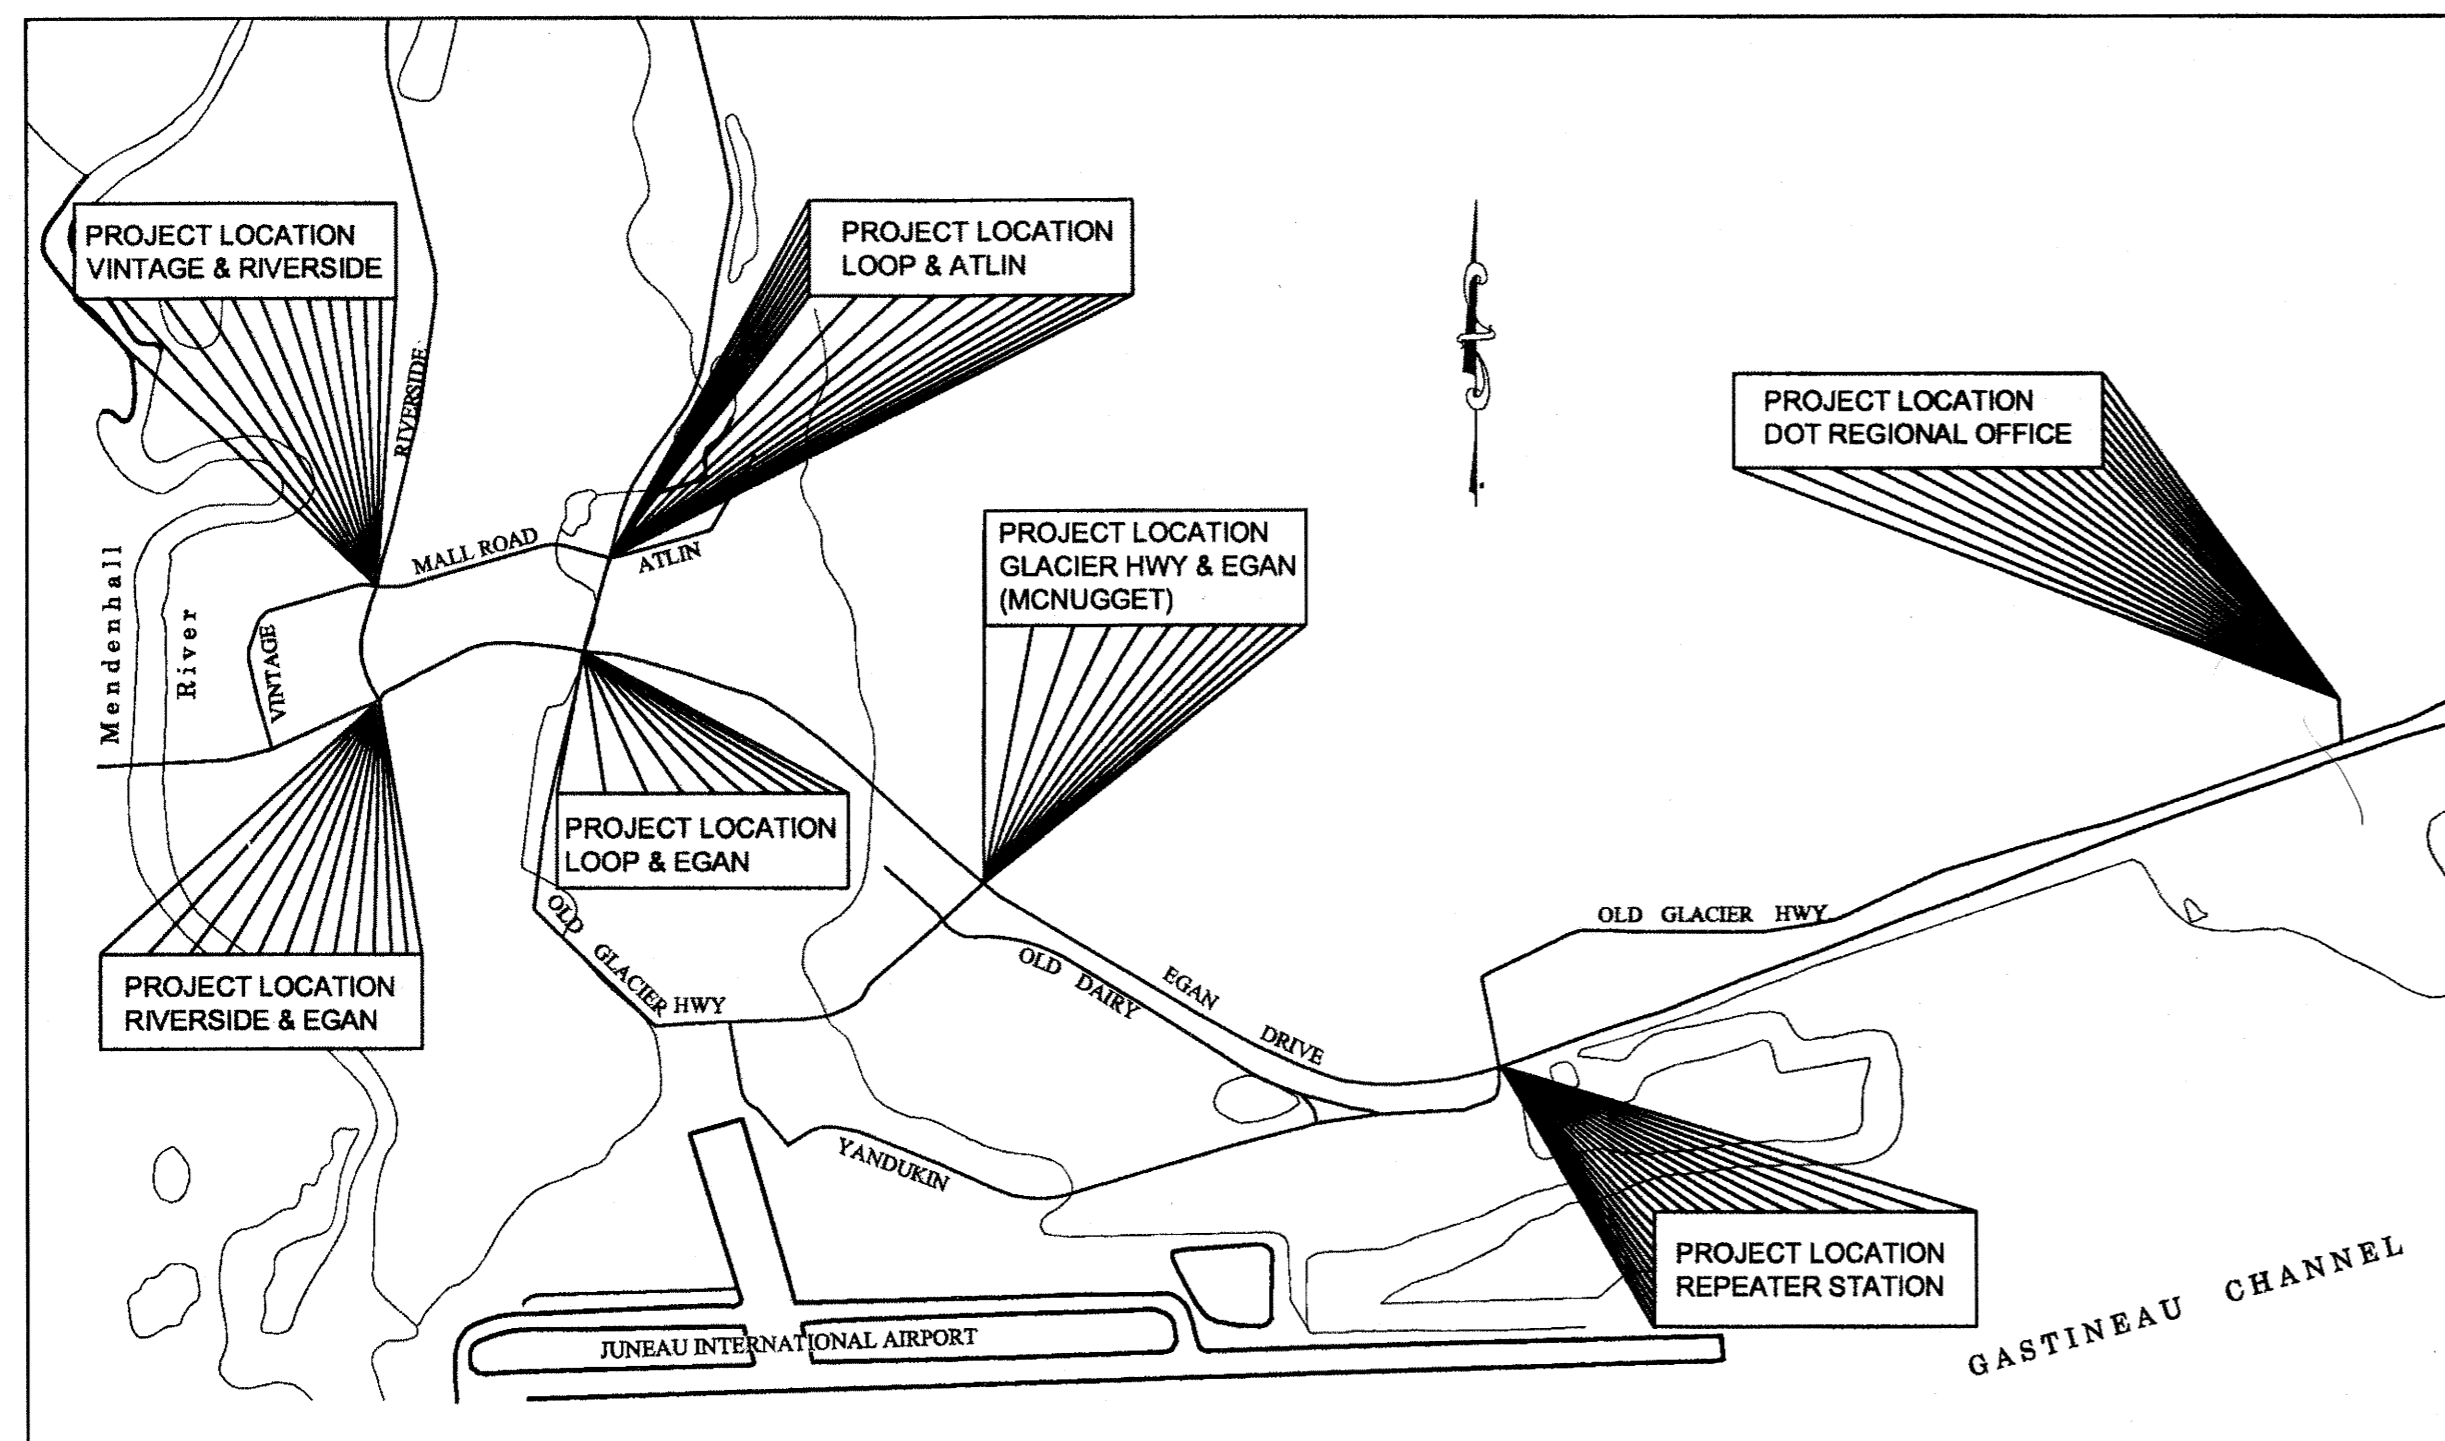 PROJECT LOCATION
VINTAGE & RIVERSIDE
PROJECT LOCATION
LOOP & ATLIN
RIVERSIDE
PROJECT LOCATION
DOT REGIONAL OFFICE
PROJECT LOCATION
GLACIER HWY & EGAN
(MCNUGGET)
MALL ROAD
ATLIN
Mendenhall
River
VINTAGE
PROJECT LOCATION
LOOP & EGAN
OLD GLACIER HWY
OLD GLACIER HWY
PROJECT LOCATION
RIVERSIDE & EGAN
OLD DAIRY
EGAN DRIVE
YANDUKIN
PROJECT LOCATION
REPEATER STATION
JUNEAU INTERNATIONAL AIRPORT
GASTINEAU CHANNEL